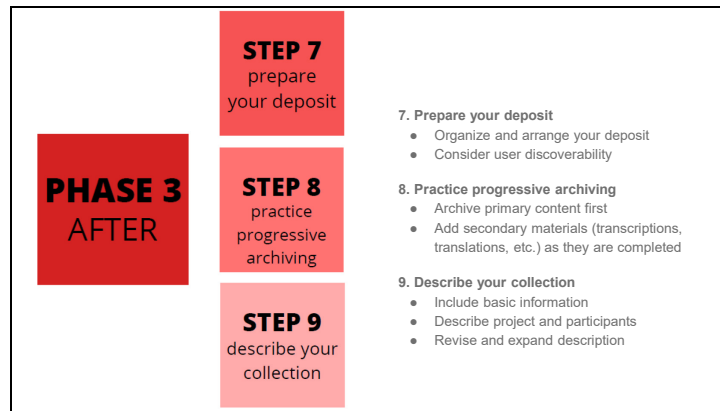 PHASE 3
AFTER
STEP 7
prepare
your deposit
STEP 8
practice
progressive
archiving
STEP 9
describe your
collection
7. Prepare your deposit
● Organize and arrange your deposit
● Consider user discoverability
8. Practice progressive archiving
● Archive primary content first
● Add secondary materials (transcriptions,
translations, etc.) as they are completed
9. Describe your collection
● Include basic information
● Describe project and participants
● Revise and expand description